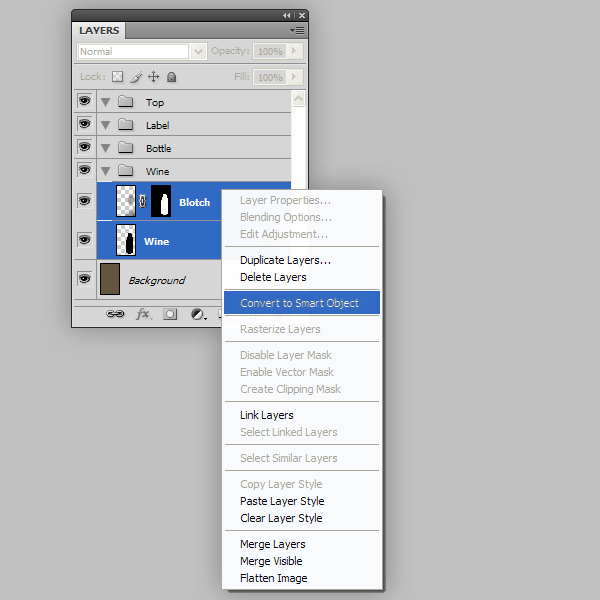 LAYERS
Normal Opacity: 100%
Lock: Fill: 100%
Top
Label
Bottle
Wine
Blotch
Wine
Background
fx
Layer Properties...
Blending Options...
Edit Adjustment...
Duplicate Layers...
Delete Layers
Convert to Smart Object
Rasterize Layers
Disable Layer Mask
Enable Vector Mask
Create Clipping Mask
Link Layers
Select Linked Layers
Select Similar Layers
Copy Layer Style
Paste Layer Style
Clear Layer Style
Merge Layers
Merge Visible
Flatten Image